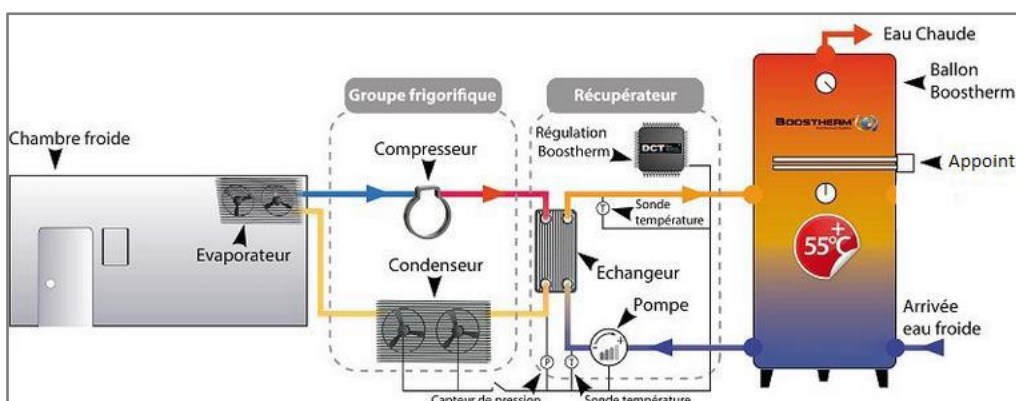 Eau Chaude
Groupe frigorifique
Récupérateur
Ballon
Boostherm
Chambre froide
Régulation
Boostherm
DCT
BOOSTHERM
Compresseur
Appoint
Sonde
température
Evaporateur
55°C
+
Condenseur
Echangeur
Pompe
Arrivée
eau froide
- +
P
T
T
Capteur de pression
Sonde température